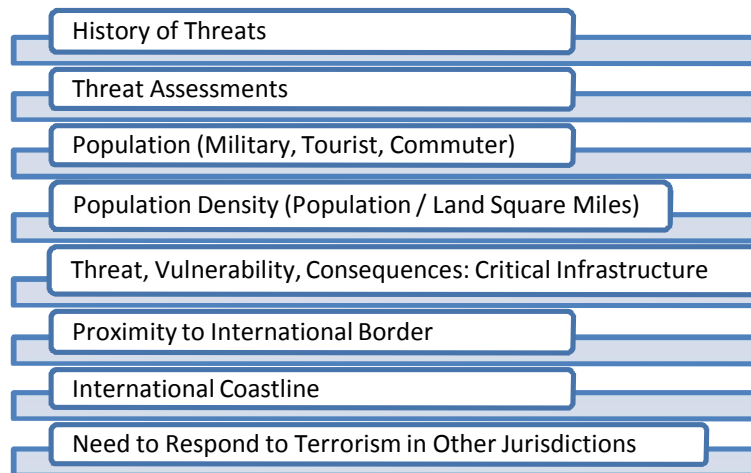 History of Threats
Threat Assessments
Population (Military, Tourist, Commuter)
Population Density (Population / Land Square Miles)
Threat, Vulnerability, Consequences: Critical Infrastructure
Proximity to International Border
International Coastline
Need to Respond to Terrorism in Other Jurisdictions